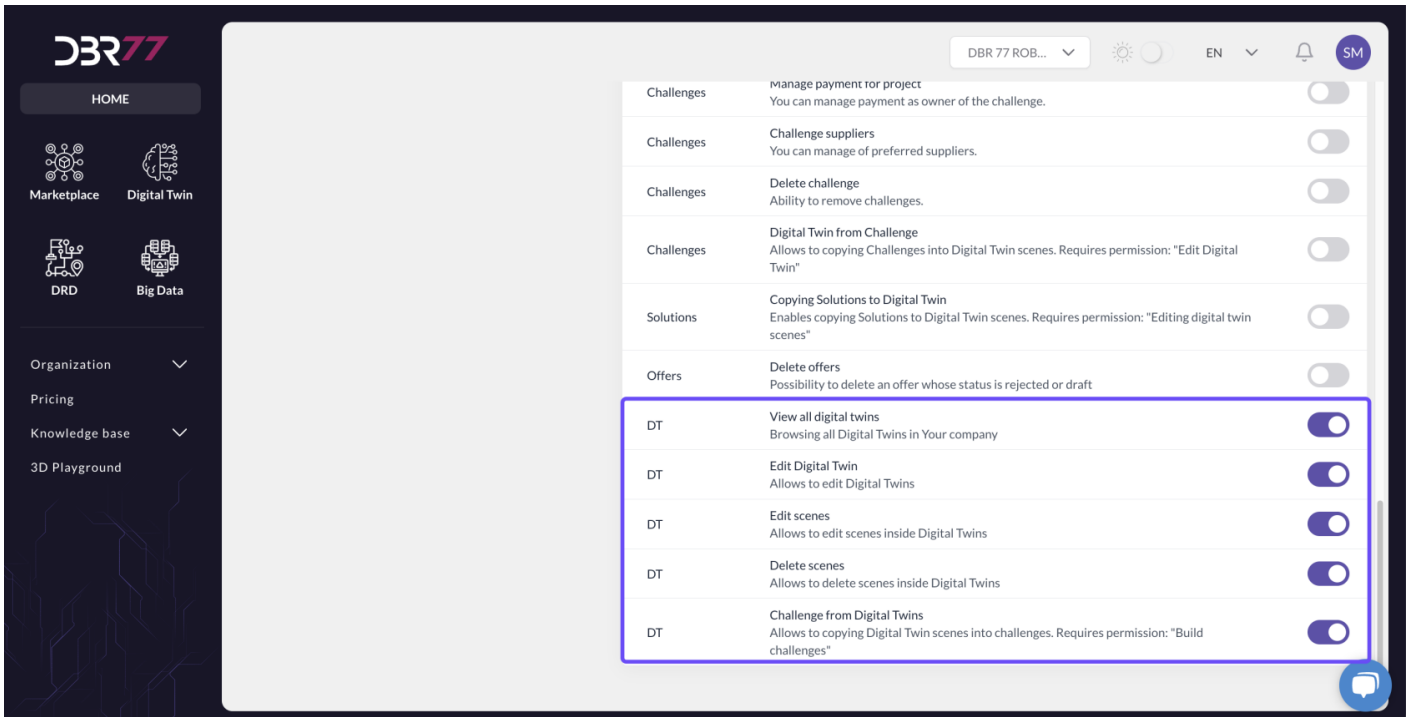 DBR77
HOME
Marketplace
Digital Twin
DRD
Big Data
Organization
Pricing
Knowledge base
3D Playground
DBR 77 ROB...
EN
SM
Challenges
Manage payment for project
You can manage payment as owner of the challenge.
Challenges
Challenge suppliers
You can manage of preferred suppliers.
Challenges
Delete challenge
Ability to remove challenges.
Challenges
Digital Twin from Challenge
Allows to copying Challenges into Digital Twin scenes. Requires permission: "Edit Digital
Twin"
Solutions
Copying Solutions to Digital Twin
Enables copying Solutions to Digital Twin scenes. Requires permission: "Editing digital twin
scenes"
Offers
Delete offers
Possibility to delete an offer whose status is rejected or draft
DT
View all digital twins
Browsing all Digital Twins in Your company
DT
Edit Digital Twin
Allows to edit Digital Twins
DT
Edit scenes
Allows to edit scenes inside Digital Twins
DT
Delete scenes
Allows to delete scenes inside Digital Twins
DT
Challenge from Digital Twins
Allows to copying Digital Twin scenes into challenges. Requires permission: "Build
challenges"